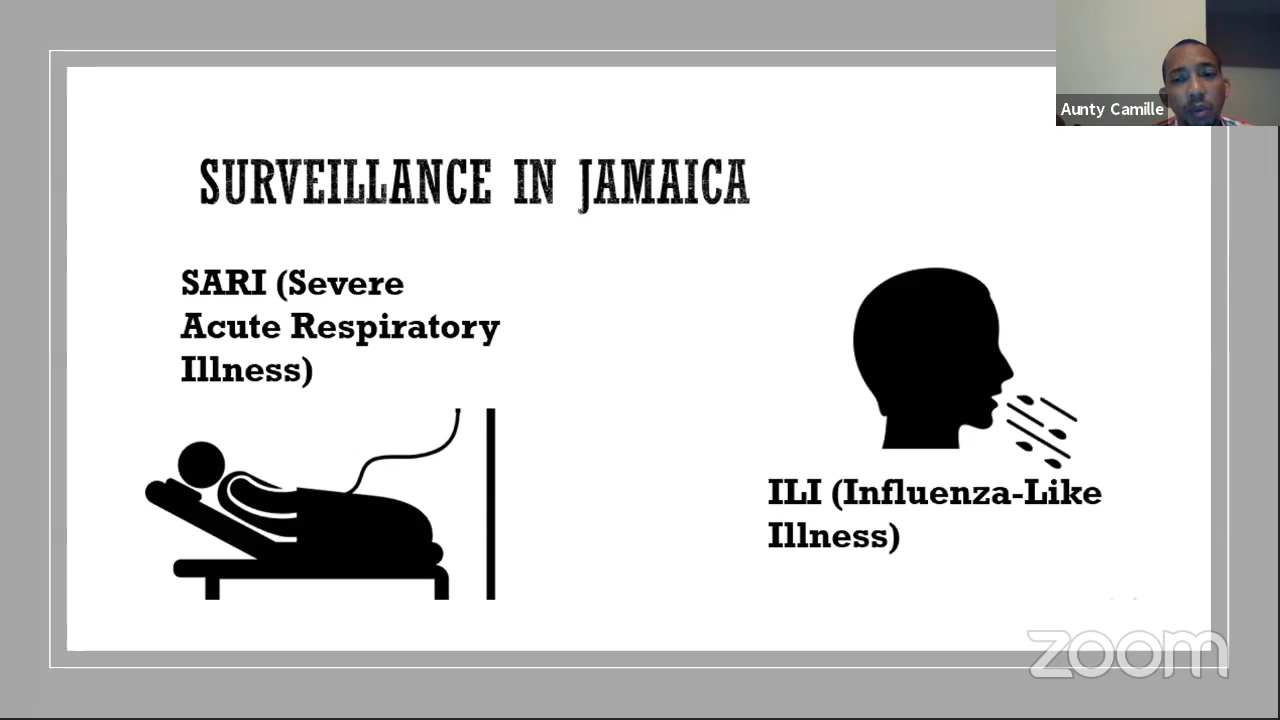 Aunty Camille
SURVEILLANCE IN JAMAICA
SARI (Severe
Acute Respiratory
Illness)
ILI (Influenza-Like
Illness)
zoom